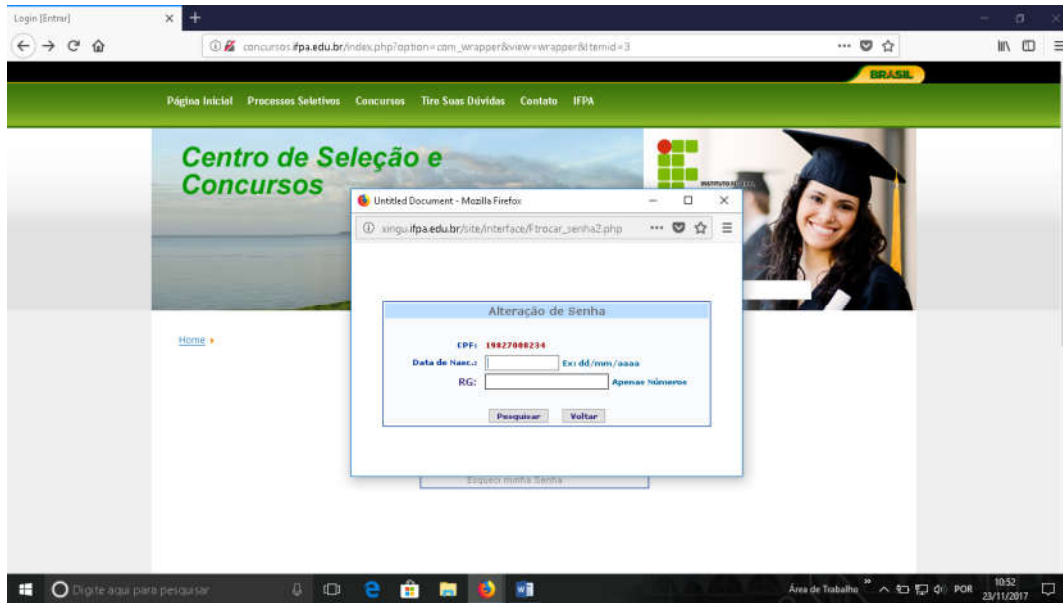 Login [Entrar]
concursos.ifpa.edu.br/index.php?option=com_wrapper&view=wrapper&Itemid=3
BRASIL
Página Inicial Processos Seletivos Concursos Tire Suas Dúvidas Contato IFPA
Centro de Seleção e
Concursos
Untitled Document - Mozilla Firefox
xingu.ifpa.edu.br/site/interface/Ftrocar_senha2.php
Alteração de Senha
CPF: 19827008234
Data de Nasc.: Ex: dd/mm/aaaa
RG: Apenas Números
Pesquisar Voltar
Home
Esqueci minha Senha
Digite aqui para pesquisar
Área de Trabalho
POR
10:52
23/11/2017